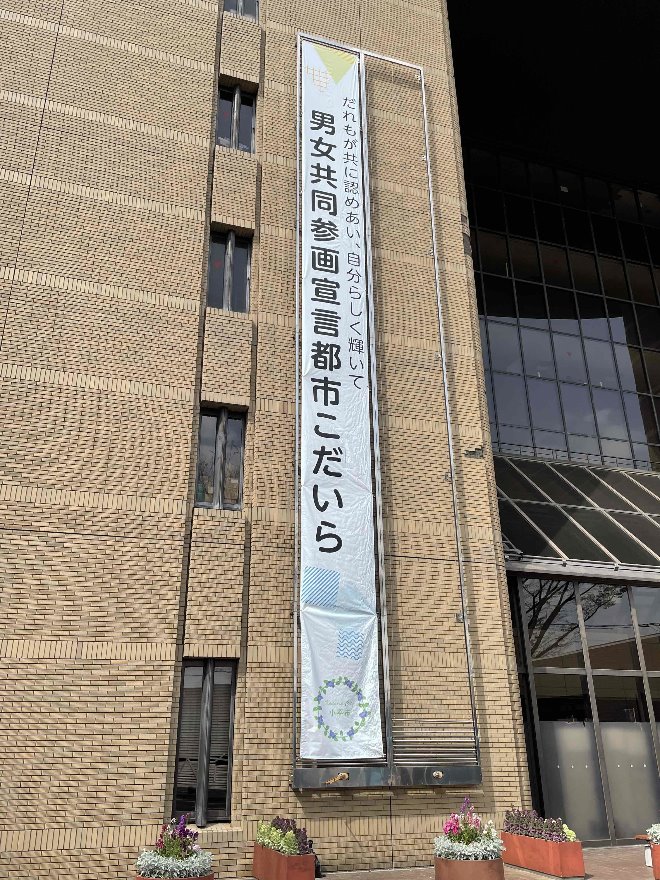 だれもが共に認めあい、自分らしく輝いて
男女共同参画宣言都市こだいら